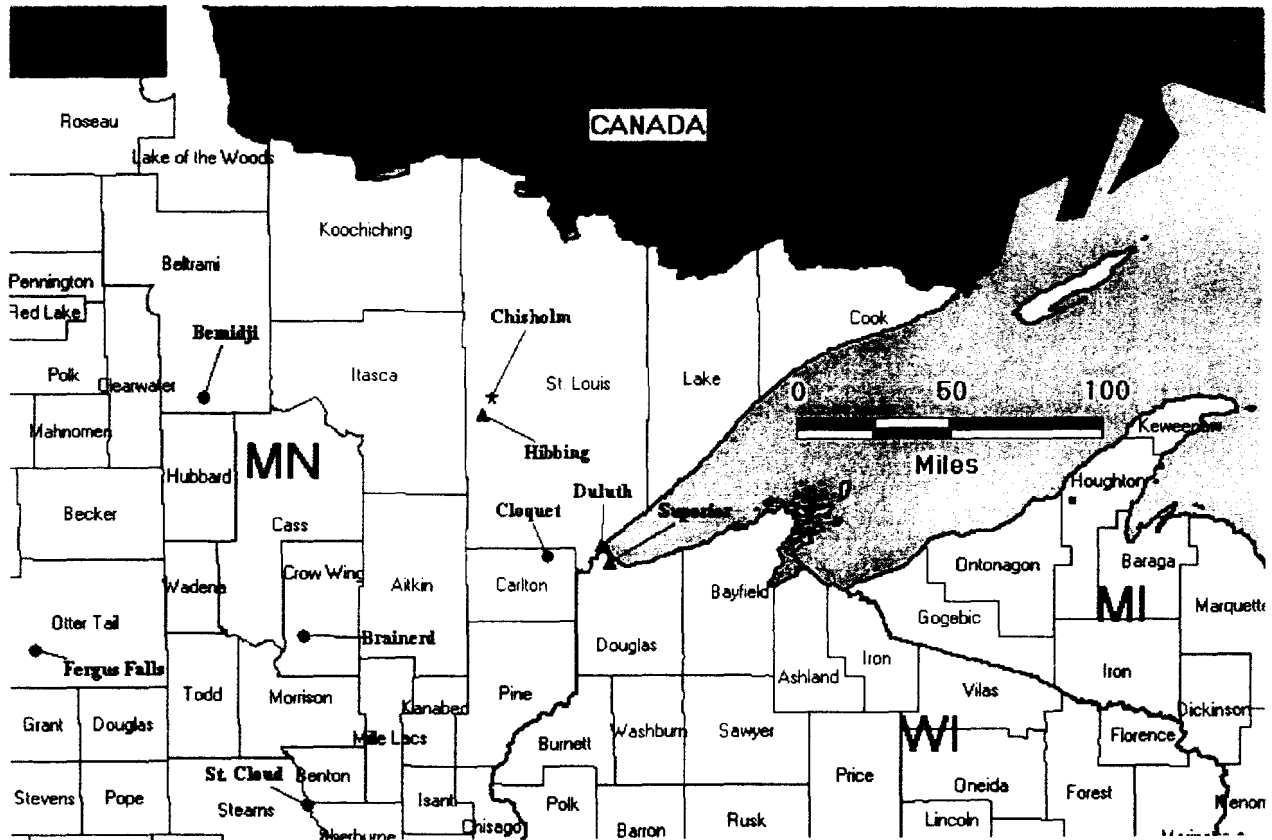 CANADA
Roseau
Lake of the Woods
Koochiching
Beltrami
Pennington
Red Lake
Bemidji
Chisholm
Cook
Polk
Clearwater
Itasca
St. Louis
Lake
0 50 100
Miles
Keweenaw
Mahnomen
Hibbing
MN
Hubbard
Houghton
Duluth
Becker
Cass
Cloquet
Superior
Wadena
Crow Wing
Aitkin
Carlton
Bayfield
Ontonagon
Baraga
MI
Marquette
Otter Tail
Brainerd
Douglas
Gogebic
Fergus Falls
Ashland
Iron
Iron
Todd
Morrison
Kanabec
Pine
Vilas
Dickinson
Grant
Douglas
Mille Lacs
Burnett
Washburn
Sawyer
WI
Florence
St. Cloud
Benton
Price
Oneida
Forest
Stevens
Pope
Stearns
Isanti
Polk
Rusk
Lincoln
Menom
Sherburne
Chisago
Barron